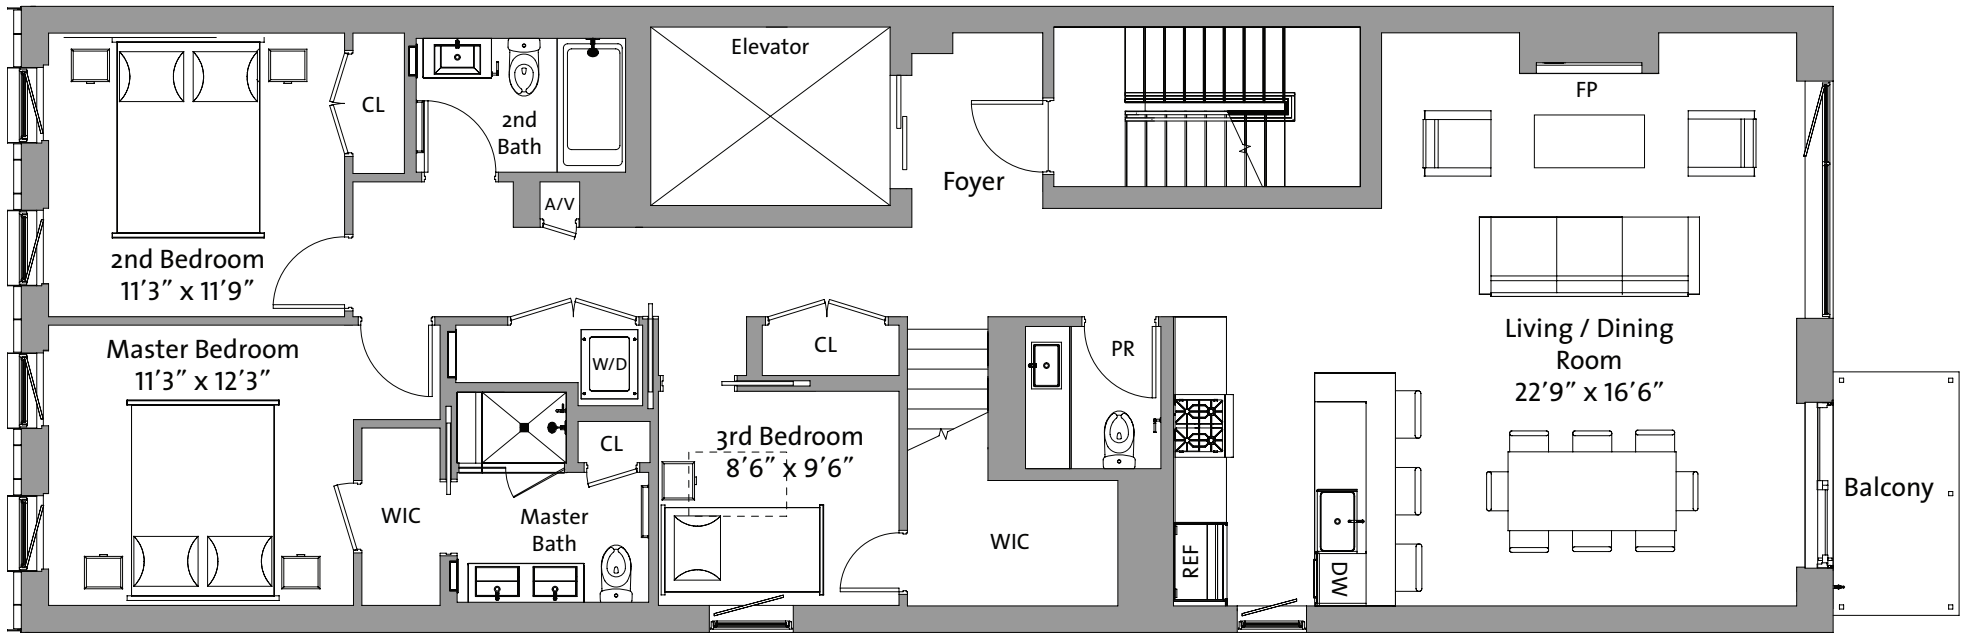 Elevator
FP
CL
2nd
Bath
Foyer
A/V
2nd Bedroom
11’3” x 11’9”
Master Bedroom
11’3” x 12’3”
W/D
CL
PR
Living / Dining
Room
22’9” x 16’6”
CL
3rd Bedroom
8’6” x 9’6”
WIC
Master
Bath
WIC
REF
DW
Balcony